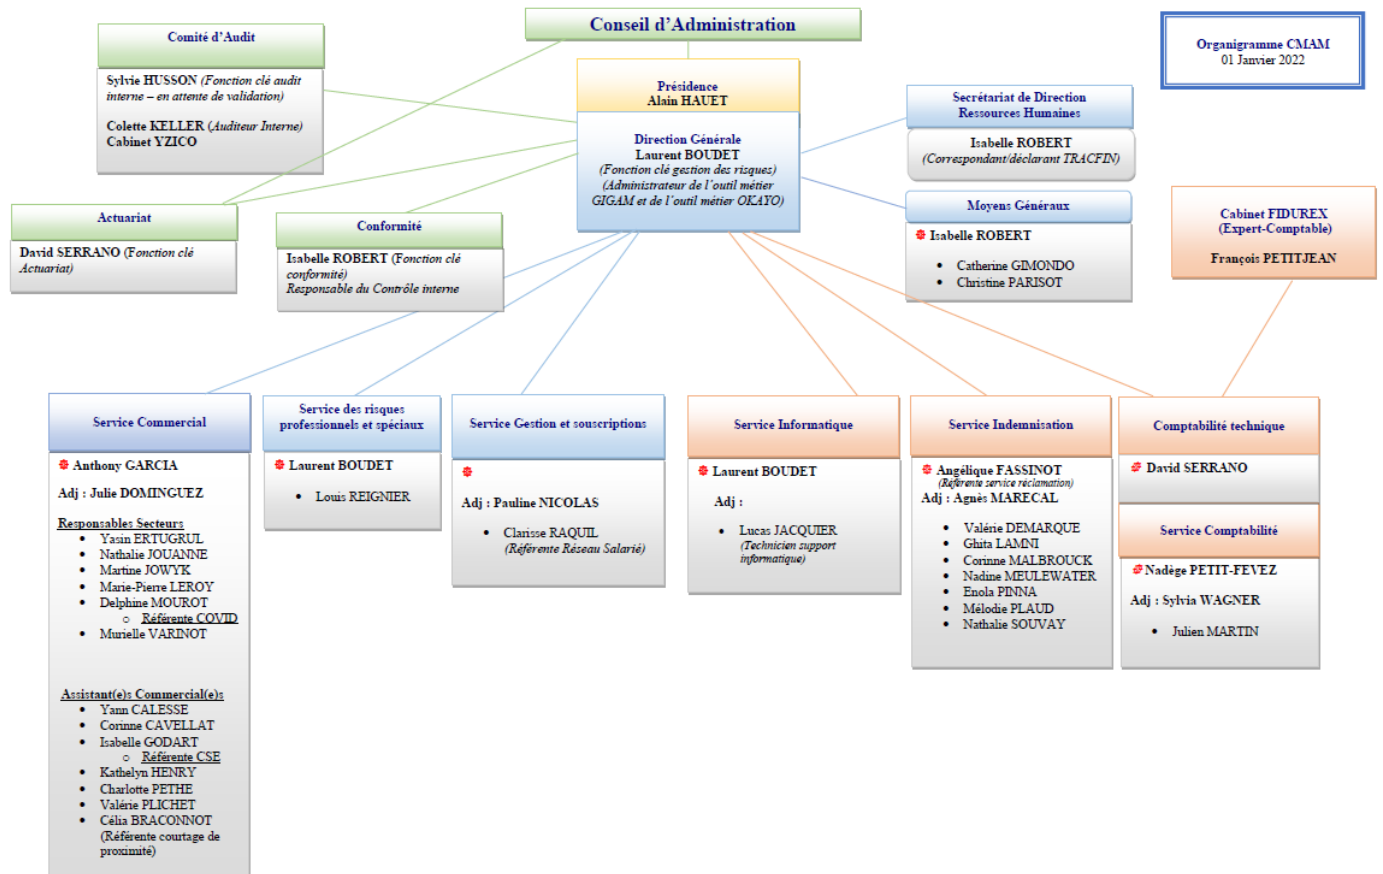 Conseil d’Administration
Organigramme CMAM
01 Janvier 2022
Comité d’Audit
Sylvie HUSSON (Fonction clé audit
interne – en attente de validation)
Colette KELLER (Auditeur Interne)
Cabinet YZICO
Présidence
Alain HAUET
Direction Générale
Laurent BOUDET
(Fonction clé gestion des risques)
(Administrateur de l’outil métier
GIGAM et de l’outil métier OKAYO)
Secrétariat de Direction
Ressources Humaines
Isabelle ROBERT
(Correspondant/déclarant TRACFIN)
Moyens Généraux
Isabelle ROBERT
• Catherine GIMONDO
• Christine PARISOT
Cabinet FIDUREX
(Expert-Comptable)
François PETITJEAN
Actuariat
David SERRANO (Fonction clé
Actuariat)
Conformité
Isabelle ROBERT (Fonction clé
conformité)
Responsable du Contrôle interne
Service Commercial
Anthony GARCIA
Adj : Julie DOMINGUEZ
Responsables Secteurs
• Yasin ERTUGRUL
• Nathalie JOUANNE
• Martine JOWYK
• Marie-Pierre LEROY
• Delphine MOUROT
o Référente COVID
• Murielle VARINOT
Assistant(e)s Commercial(e)s
• Yann CALESSE
• Corinne CAVELLAT
• Isabelle GODART
o Référente CSE
• Kathelyn HENRY
• Charlotte PETHE
• Valérie PLICHET
• Célia BRACONNOT
(Référente courtage de
proximité)
Service des risques
professionnels et spéciaux
Laurent BOUDET
• Louis REIGNIER
Service Gestion et souscriptions
Adj : Pauline NICOLAS
• Clarisse RAQUIL
(Référente Réseau Salarié)
Service Informatique
Laurent BOUDET
Adj :
• Lucas JACQUIER
(Technicien support
informatique)
Service Indemnisation
Angélique FASSINOT
(Référente service réclamation)
Adj : Agnès MARECAL
• Valérie DEMARQUE
• Ghita LAMNI
• Corinne MALBROUCK
• Nadine MEULEWATER
• Enola PINNA
• Mélodie PLAUD
• Nathalie SOUVAY
Comptabilité technique
David SERRANO
Service Comptabilité
Nadège PETIT-FEVEZ
Adj : Sylvia WAGNER
• Julien MARTIN